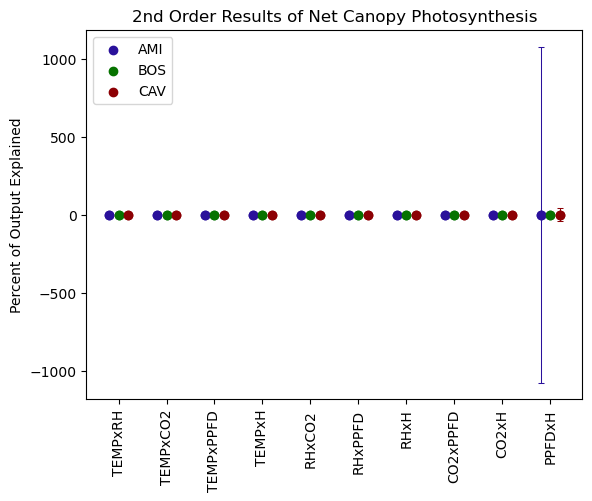 2nd Order Results of Net Canopy Photosynthesis
AMI
BOS
CAV
Percent of Output Explained
1000
500
0
−500
−1000
TEMPxRH
TEMPxCO2
TEMPxPPFD
TEMPxH
RHxCO2
RHxPPFD
RHxH
CO2xPPFD
CO2xH
PPFDxH